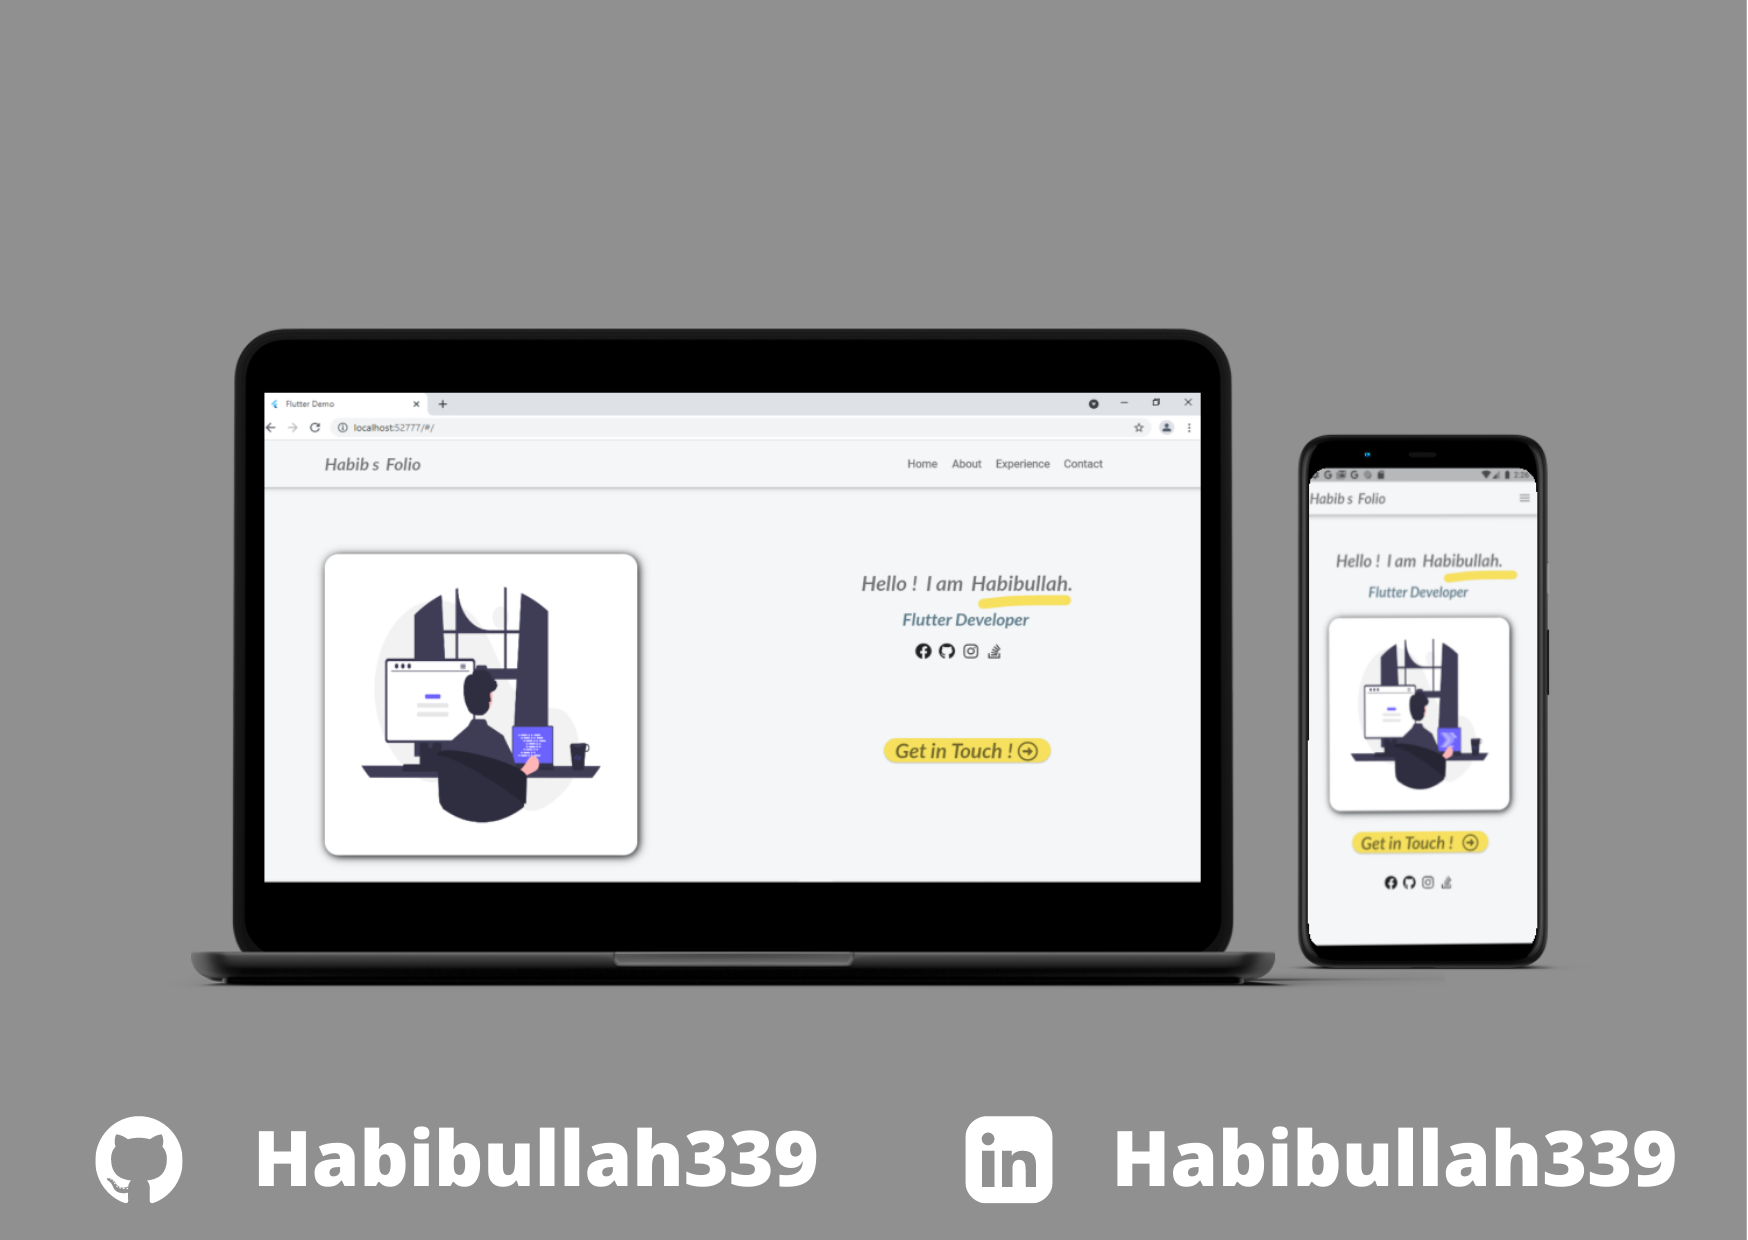 Flutter Demo
localhost:52777/#/
Habib s Folio
Home About Experience Contact
Hello ! I am Habibullah.
Flutter Developer
Get in Touch !
Habib s Folio
Hello ! I am Habibullah.
Flutter Developer
Get in Touch !
Habibullah339
in Habibullah339